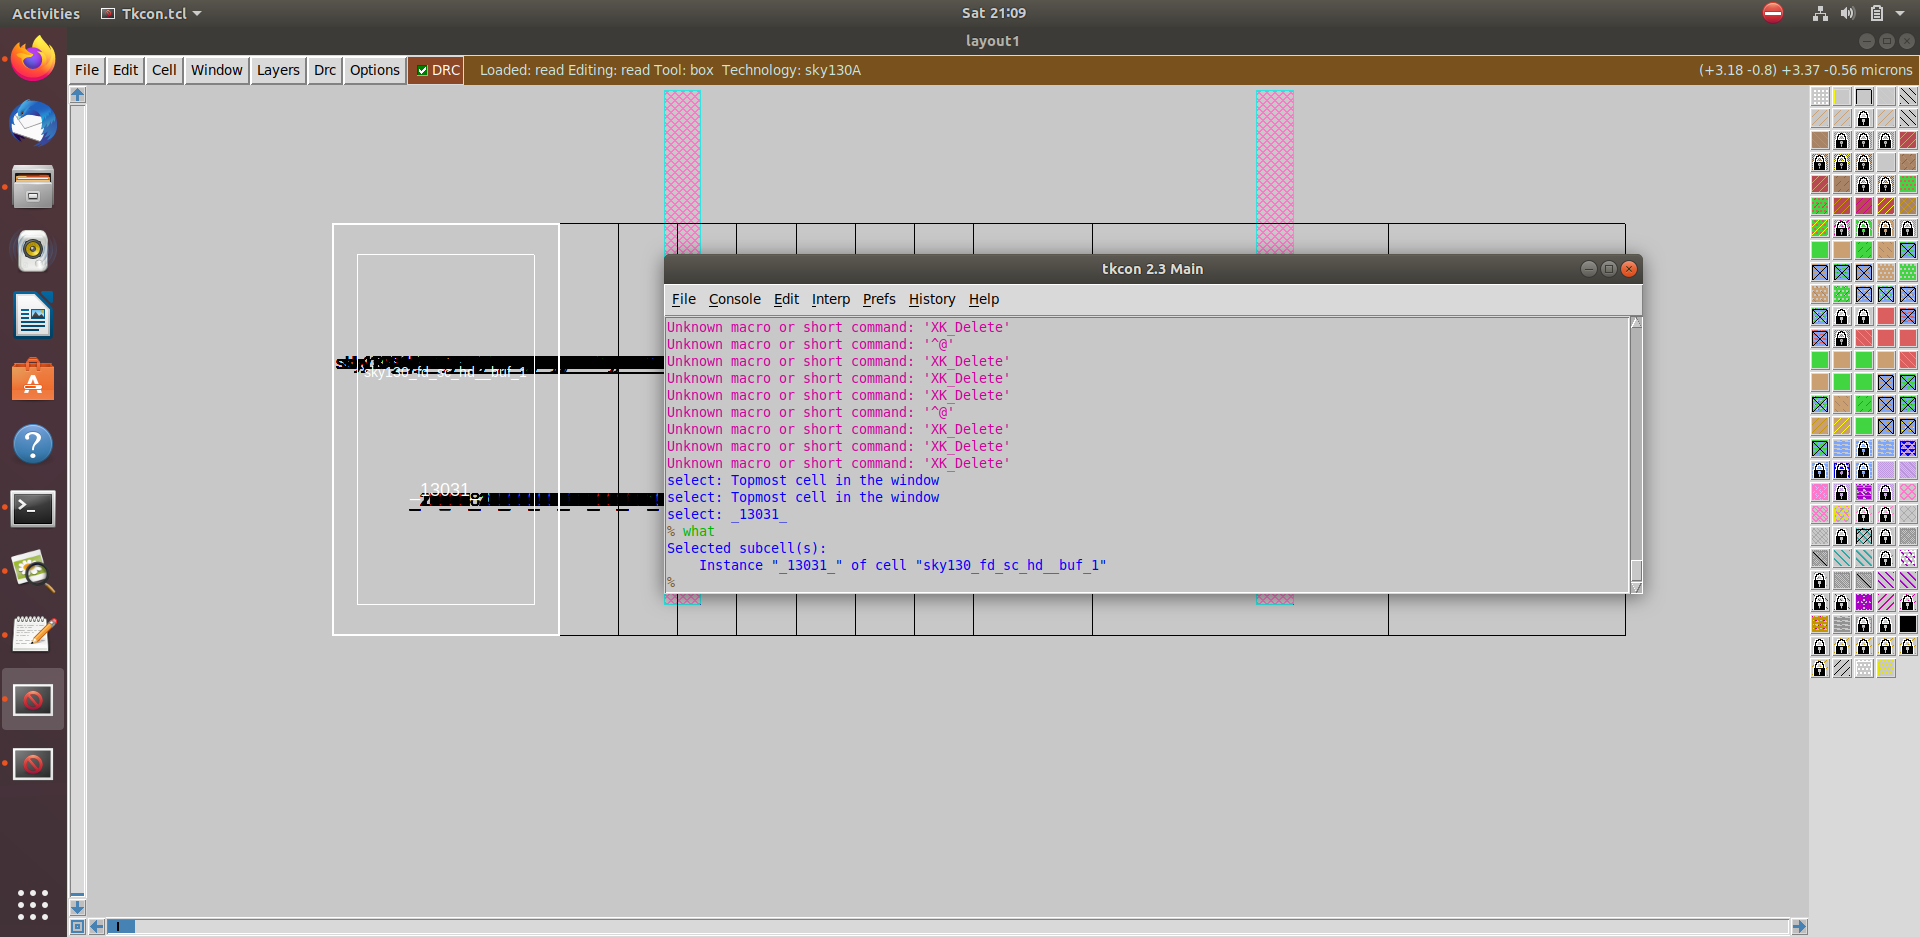 Activities Tkcon.tcl Sat 21:09
layout1
File Edit Cell Window Layers Drc Options DRC Loaded: read Editing: read Tool: box Technology: sky130A (+3.18 -0.8) +3.37 -0.56 microns
tkcon 2.3 Main
File Console Edit Interp Prefs History Help
Unknown macro or short command: 'XK_Delete'
Unknown macro or short command: '^@'
Unknown macro or short command: 'XK_Delete'
Unknown macro or short command: 'XK_Delete'
Unknown macro or short command: 'XK_Delete'
Unknown macro or short command: '^@'
Unknown macro or short command: 'XK_Delete'
Unknown macro or short command: 'XK_Delete'
Unknown macro or short command: 'XK_Delete'
select: Topmost cell in the window
select: Topmost cell in the window
select: _13031_
% what
Selected subcell(s):
Instance "_13031_" of cell "sky130_fd_sc_hd__buf_1"
%
sky130_fd_sc_hd__buf_1
_13031_